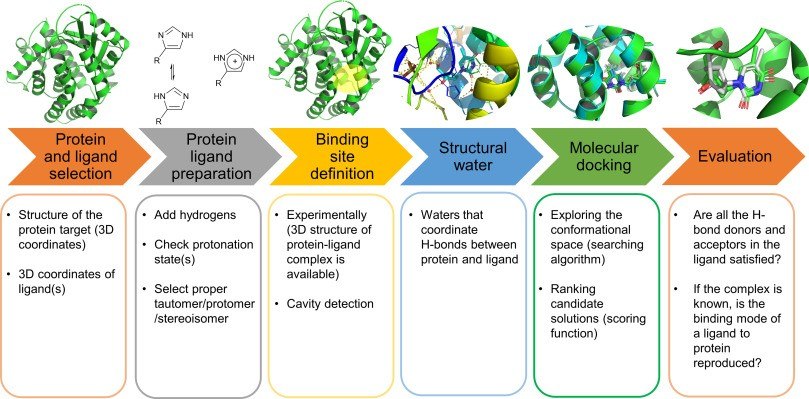 N
NH
R
HN
NH
+
R
HN
N
R
Protein
and ligand
selection
Protein
ligand
preparation
Binding
site
definition
Structural
water
Molecular
docking
Evaluation
• Structure of the
protein target (3D
coordinates)
• 3D coordinates of
ligand(s)
• Add hydrogens
• Check protonation
state(s)
• Select proper
tautomer/protomer
/stereoisomer
• Experimentally
(3D structure of
protein-ligand
complex is
available)
• Cavity detection
• Waters that
coordinate
H-bonds between
protein and ligand
• Exploring the
conformational
space (searching
algorithm)
• Ranking
candidate
solutions (scoring
function)
• Are all the H-
bond donors and
acceptors in the
ligand satisfied?
• If the complex is
known, is the
binding mode of
a ligand to
protein
reproduced?